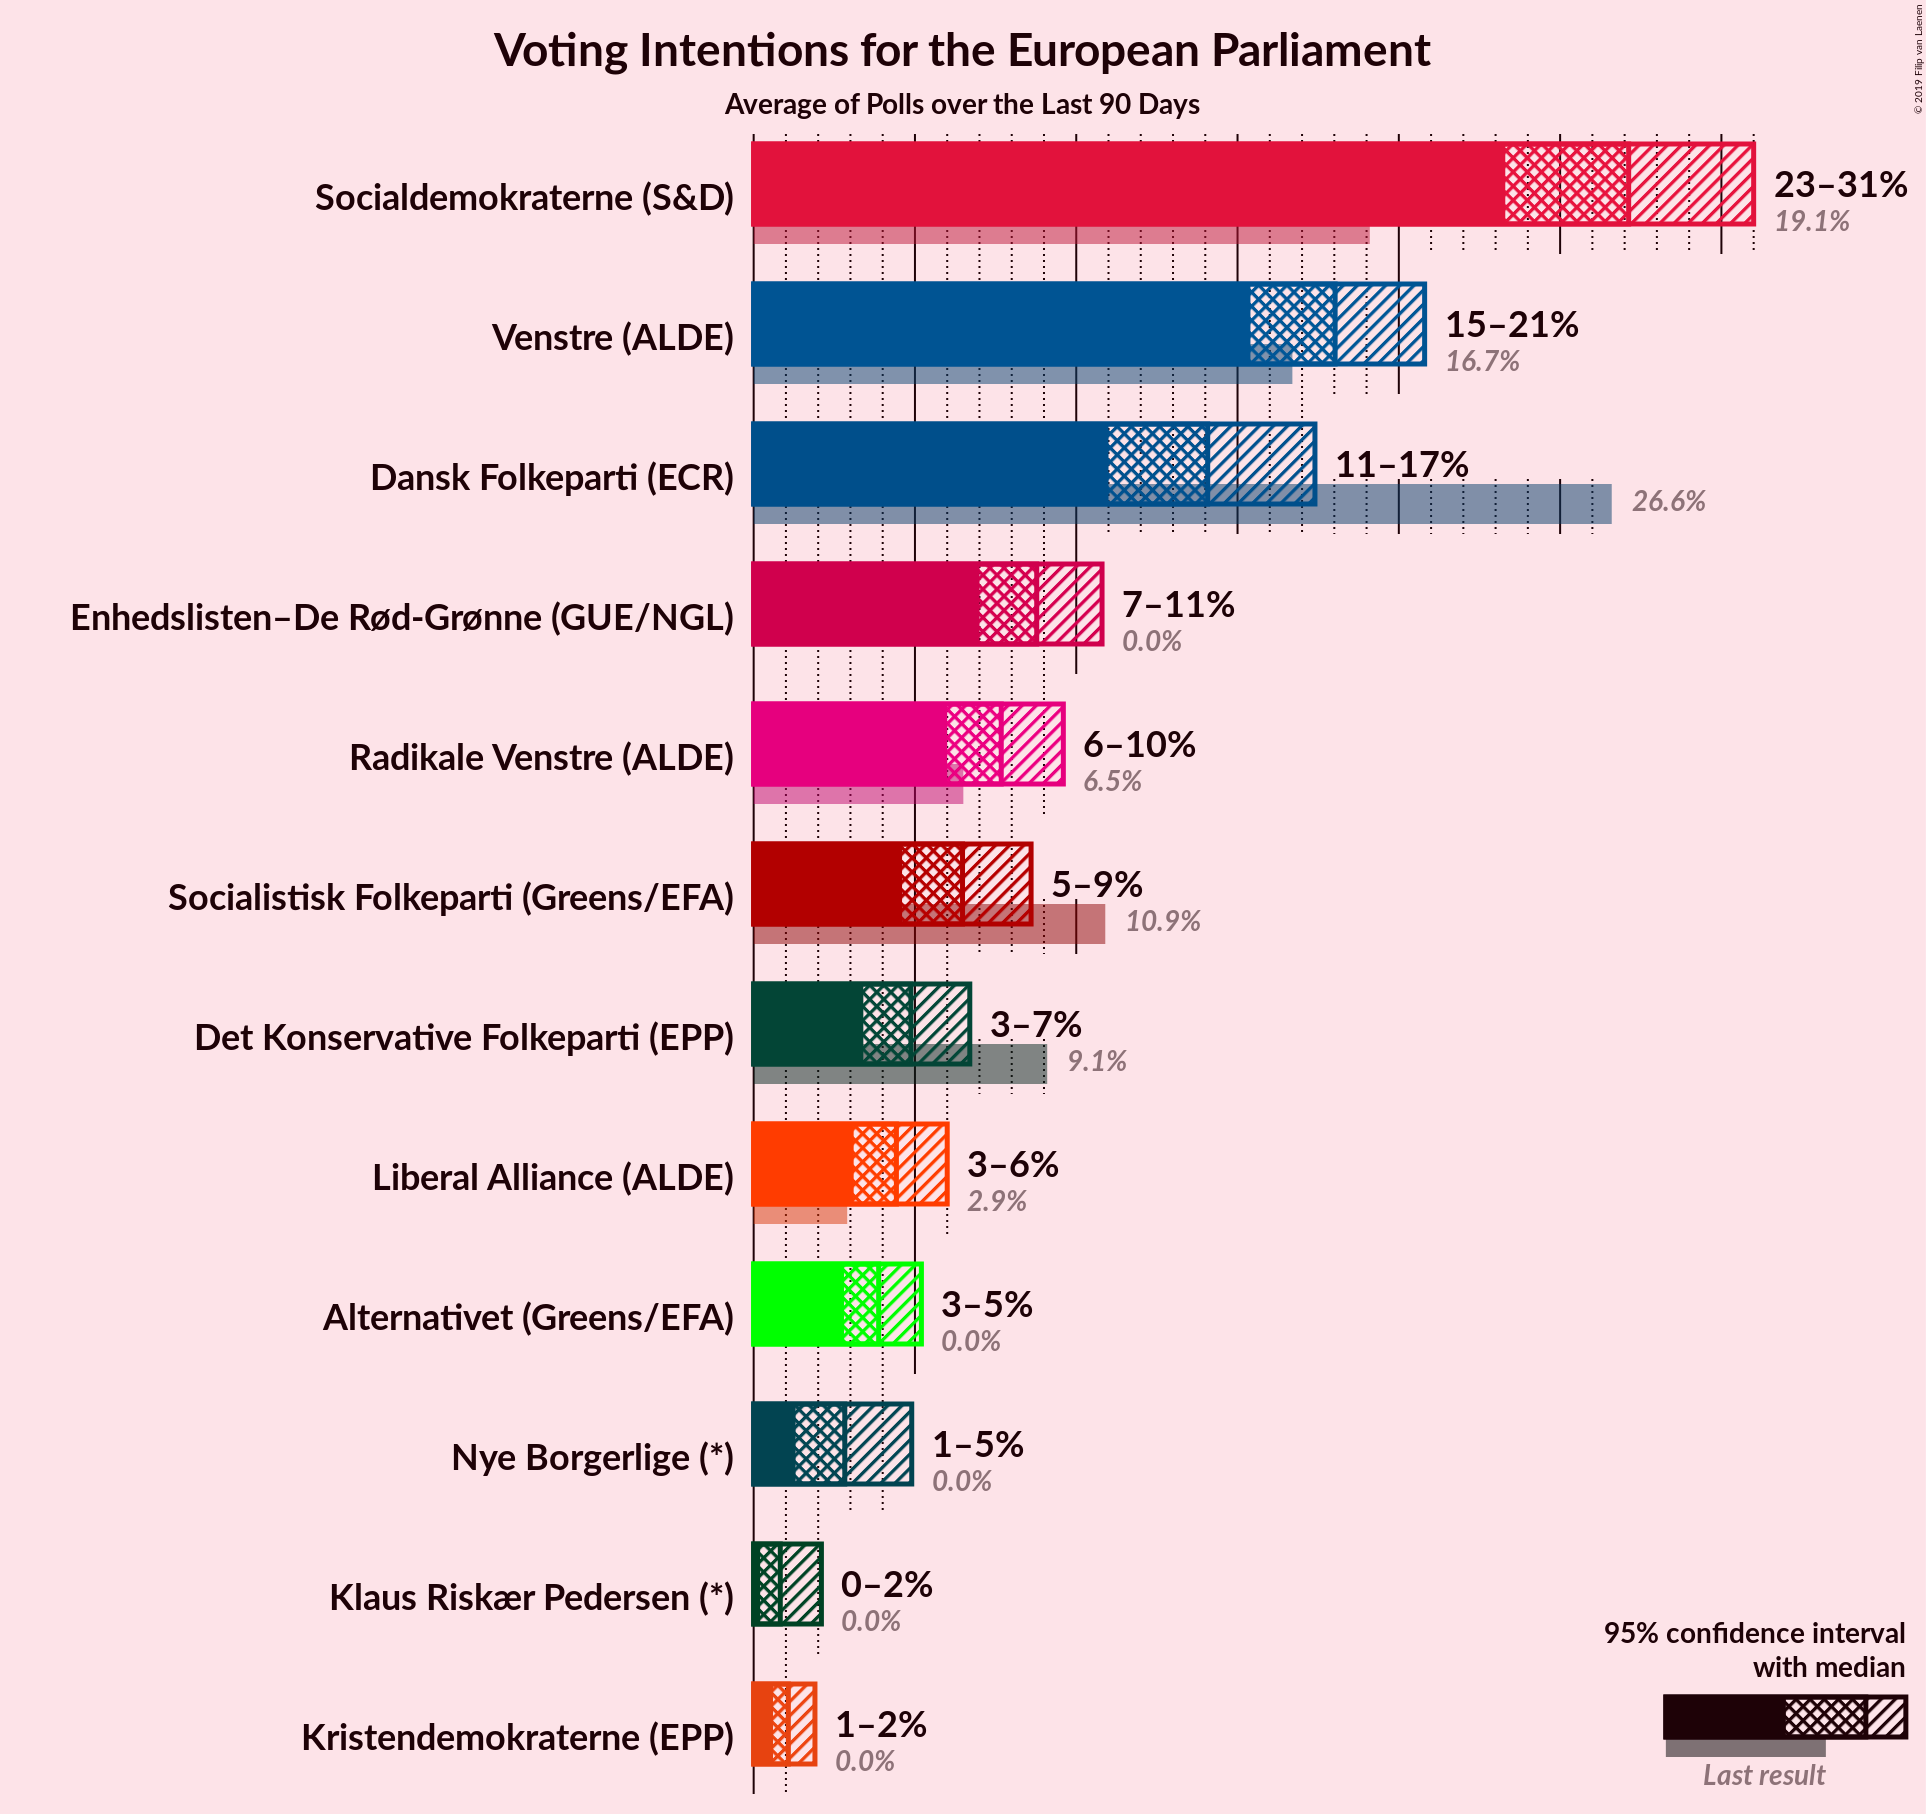 Voting Intentions for the European Parliament
Average of Polls over the Last 90 Days
© 2019 Filip van Laenen
Socialdemokraterne (S&D)
23–31%
19.1%
Venstre (ALDE)
15–21%
16.7%
Dansk Folkeparti (ECR)
11–17%
26.6%
Enhedslisten–De Rød-Grønne (GUE/NGL)
7–11%
0.0%
Radikale Venstre (ALDE)
6–10%
6.5%
Socialistisk Folkeparti (Greens/EFA)
5–9%
10.9%
Det Konservative Folkeparti (EPP)
3–7%
9.1%
Liberal Alliance (ALDE)
3–6%
2.9%
Alternativet (Greens/EFA)
3–5%
0.0%
Nye Borgerlige (*)
1–5%
0.0%
Klaus Riskær Pedersen (*)
0–2%
0.0%
Kristendemokraterne (EPP)
1–2%
0.0%
95% confidence interval
with median
Last result